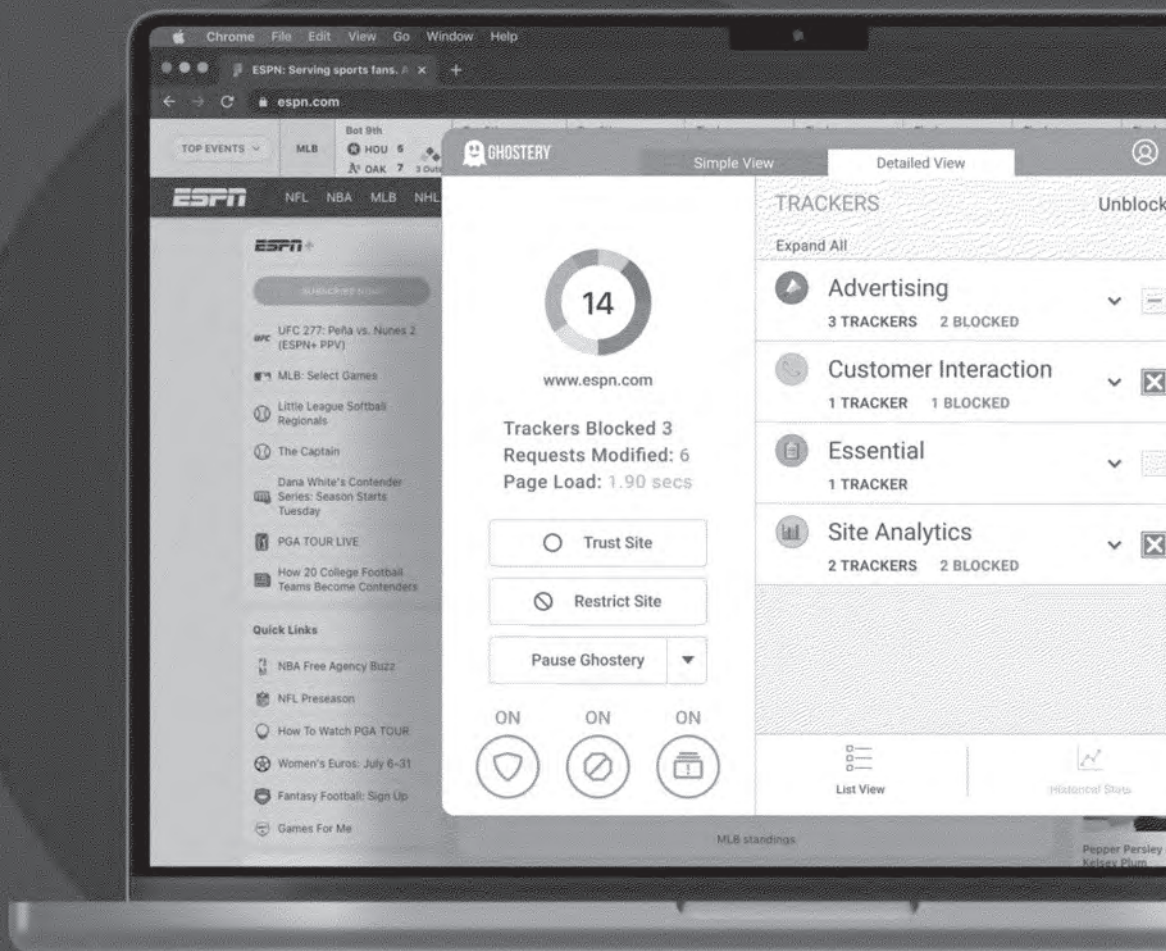 Chrome File Edit View Go Window Help
ESPN: Serving sports fans.
espn.com
TOP EVENTS
MLB
Bot 9th
HOU 5
OAK 7
3 Outs
ESPN
NFL NBA MLB NHL
ESPN+
UFC 277: Peña vs. Nunes 2
(ESPN+ PPV)
MLB: Select Games
Little League Softball
Regionals
The Captain
Dana White's Contender
Series: Season Starts
Tuesday
PGA TOUR LIVE
How 20 College Football
Teams Become Contenders
Quick Links
NBA Free Agency Buzz
NFL Preseason
How To Watch PGA TOUR
Women's Euros: July 6–31
Fantasy Football: Sign Up
Games For Me
GHOSTERY
Simple View
Detailed View
14
www.espn.com
Trackers Blocked 3
Requests Modified: 6
Page Load: 1.90 secs
Trust Site
Restrict Site
Pause Ghostery
ON ON ON
TRACKERS
Unblock
Expand All
Advertising
3 TRACKERS 2 BLOCKED
Customer Interaction
1 TRACKER 1 BLOCKED
Essential
1 TRACKER
Site Analytics
2 TRACKERS 2 BLOCKED
List View
Historical Stats
MLB standings
Pepper Persley
Kelsey Plum